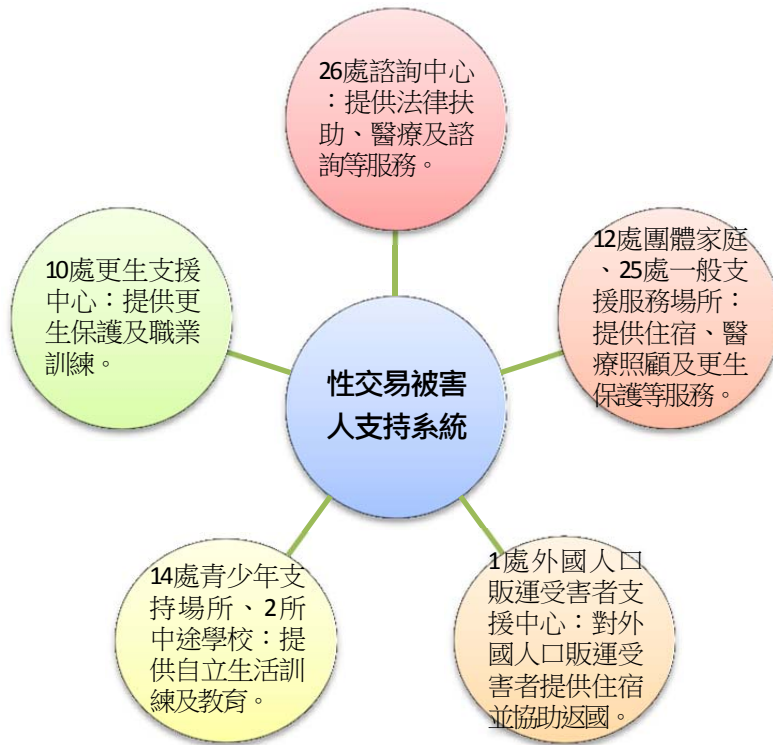 26處諮詢中心
：提供法律扶
助、醫療及諮
詢等服務。
12處團體家庭
、25處一般支
援服務場所：
提供住宿、醫
療照顧及更生
保護等服務。
1處外國人口
販運受害者支
援中心：對外
國人口販運受
害者提供住宿
並協助返國。
14處青少年支
持場所、2所
中途學校：提
供自立生活訓
練及教育。
10處更生支援
中心：提供更
生保護及職業
訓練。
性交易被害
人支持系統